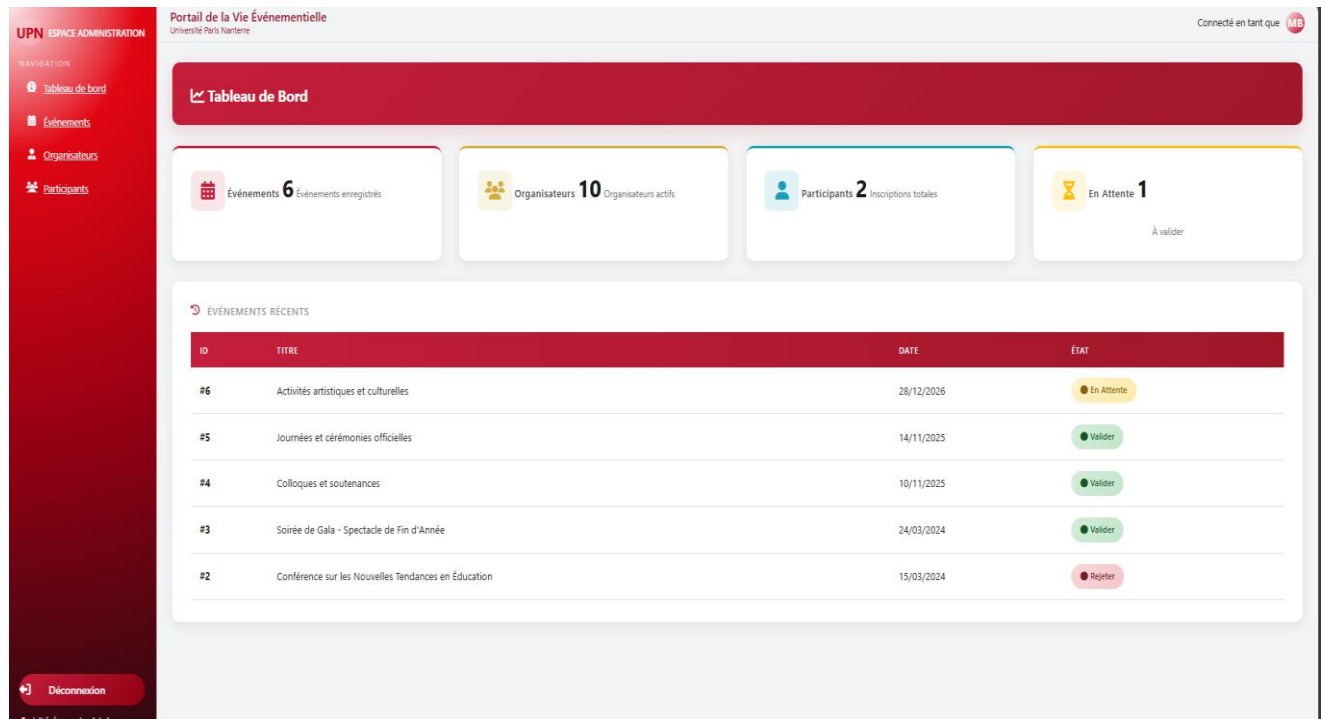 UPN ESPACE ADMINISTRATION
NAVIGATION
Tableau de bord
Événements
Organisateurs
Participants
Déconnexion
Portail de la Vie Événementielle
Université Paris Nanterre
Connecté en tant que MB
Tableau de Bord
Événements 6 Événements enregistrés
Organisateurs 10 Organisateurs actifs
Participants 2 Inscriptions totales
En Attente 1
À valider
ÉVÉNEMENTS RÉCENTS
ID TITRE DATE ÉTAT
#6 Activités artistiques et culturelles 28/12/2026 En Attente
#5 Journées et cérémonies officielles 14/11/2025 Valider
#4 Colloques et soutenances 10/11/2025 Valider
#3 Soirée de Gala - Spectacle de Fin d'Année 24/03/2024 Valider
#2 Conférence sur les Nouvelles Tendances en Éducation 15/03/2024 Rejeter